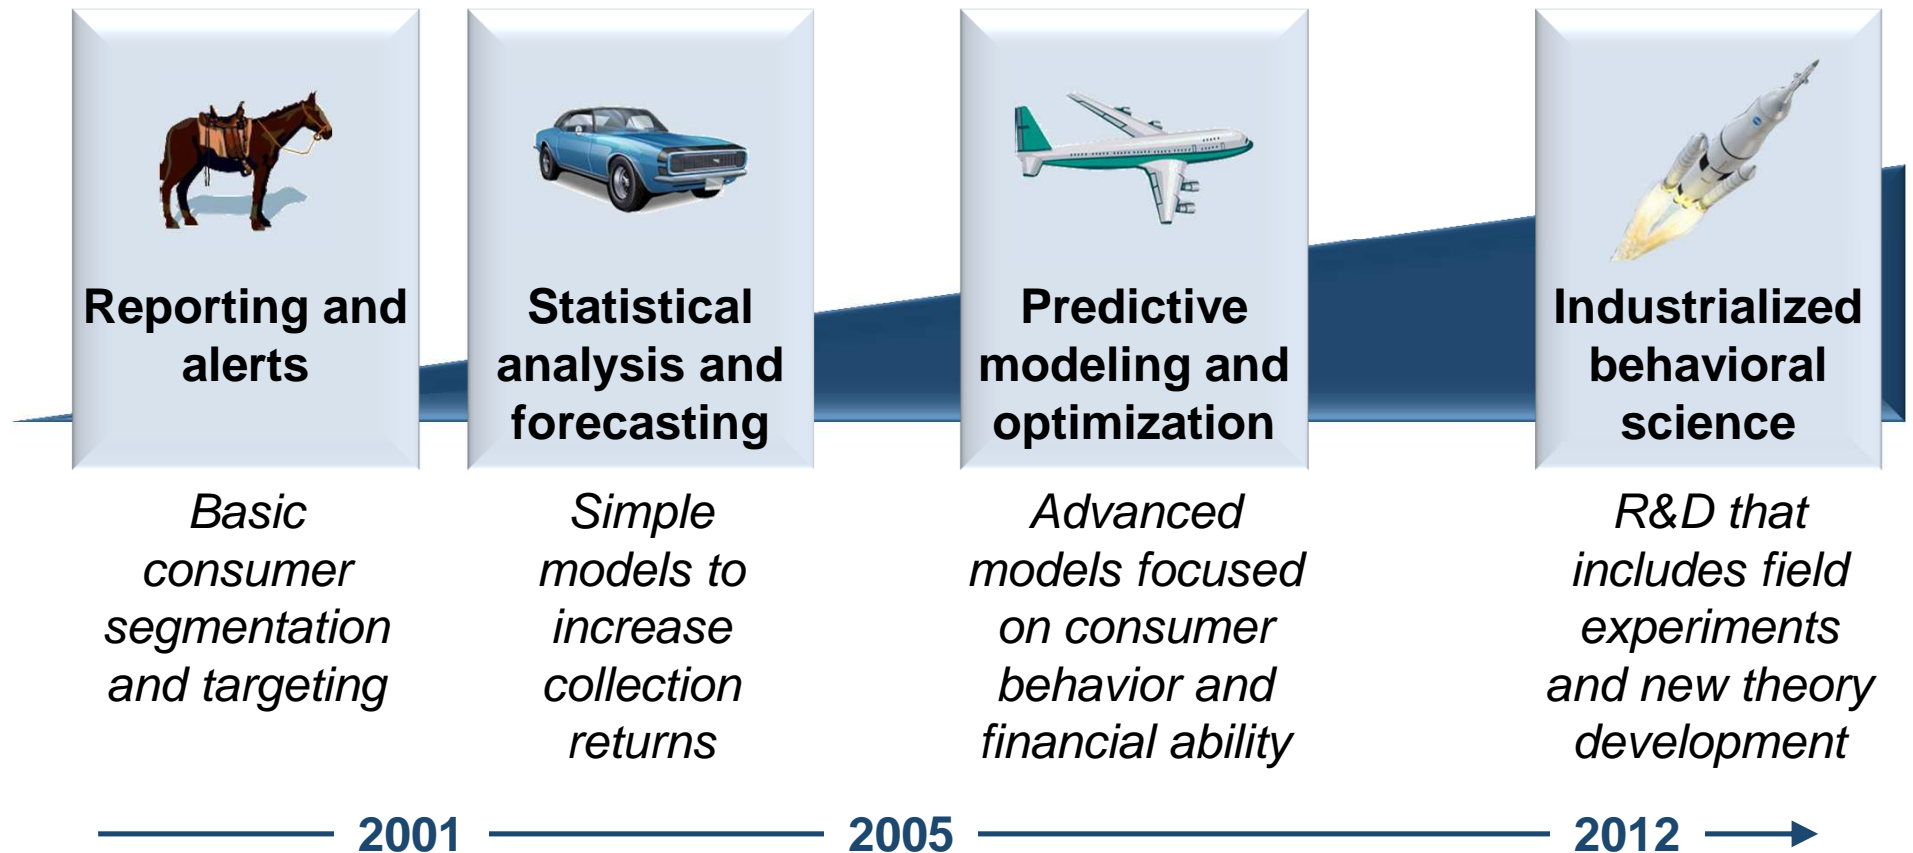 Reporting and
alerts
Statistical
analysis and
forecasting
Predictive
modeling and
optimization
Industrialized
behavioral
science
Basic
consumer
segmentation
and targeting
Simple
models to
increase
collection
returns
Advanced
models focused
on consumer
behavior and
financial ability
R&D that
includes field
experiments
and new theory
development
2001
2005
2012